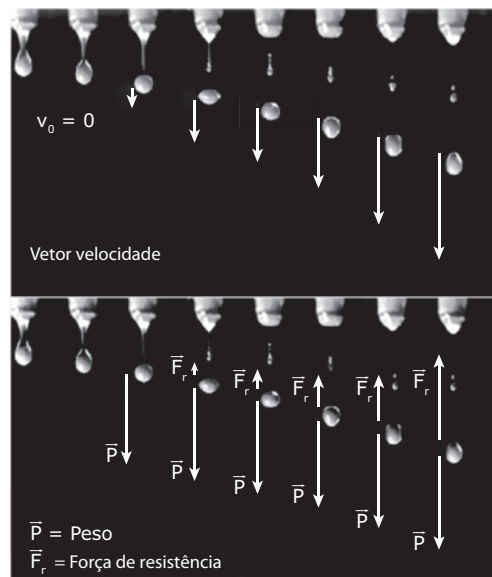 v₀ = 0
Vetor velocidade
F⃗r
F⃗r
F⃗r
F⃗r
F⃗r
P⃗
P⃗
P⃗
P⃗
P⃗
P⃗
P⃗ = Peso
F⃗r = Força de resistência